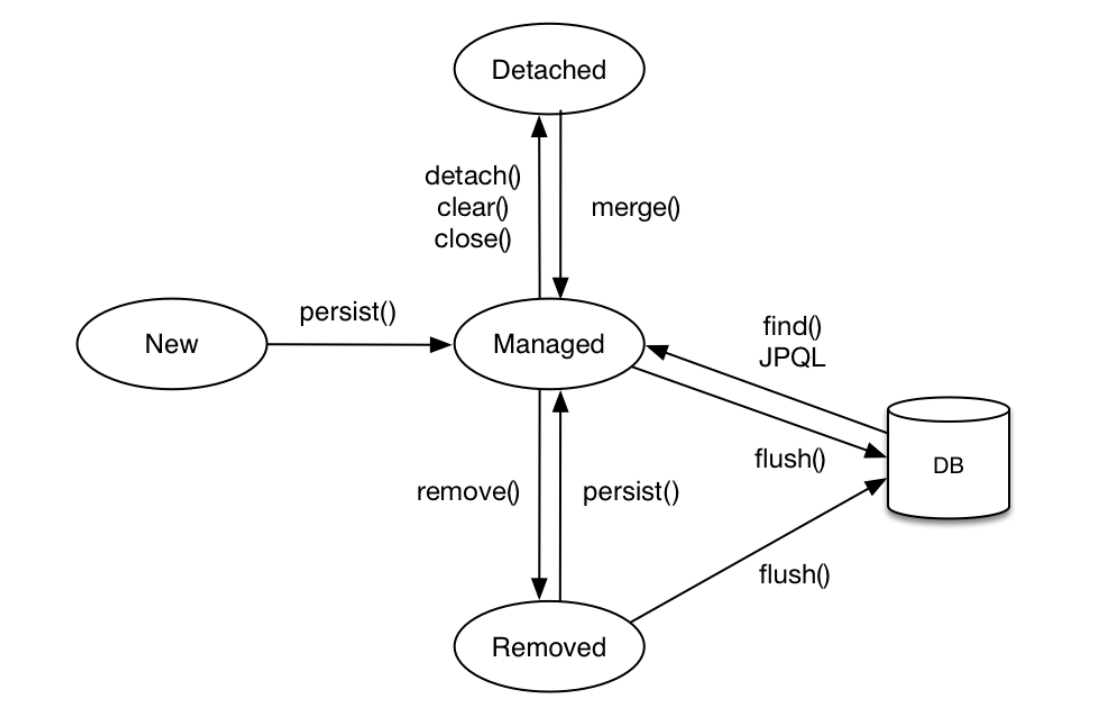 Detached
detach()
clear()
close()
merge()
persist()
New
Managed
find()
JPQL
flush()
DB
remove()
persist()
flush()
Removed